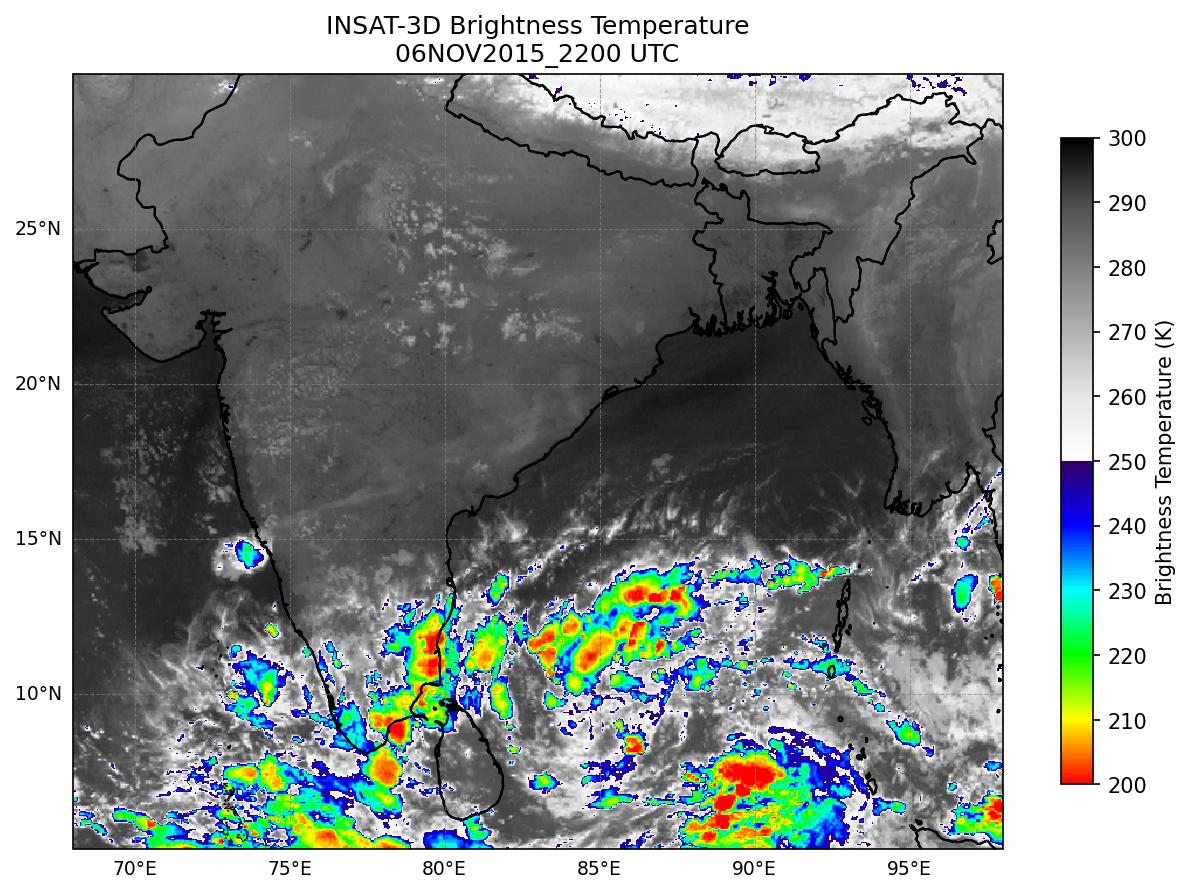 INSAT-3D Brightness Temperature
06NOV2015_2200 UTC
25°N
20°N
15°N
10°N
70°E
75°E
80°E
85°E
90°E
95°E
300
290
280
270
260
250
240
230
220
210
200
Brightness Temperature (K)